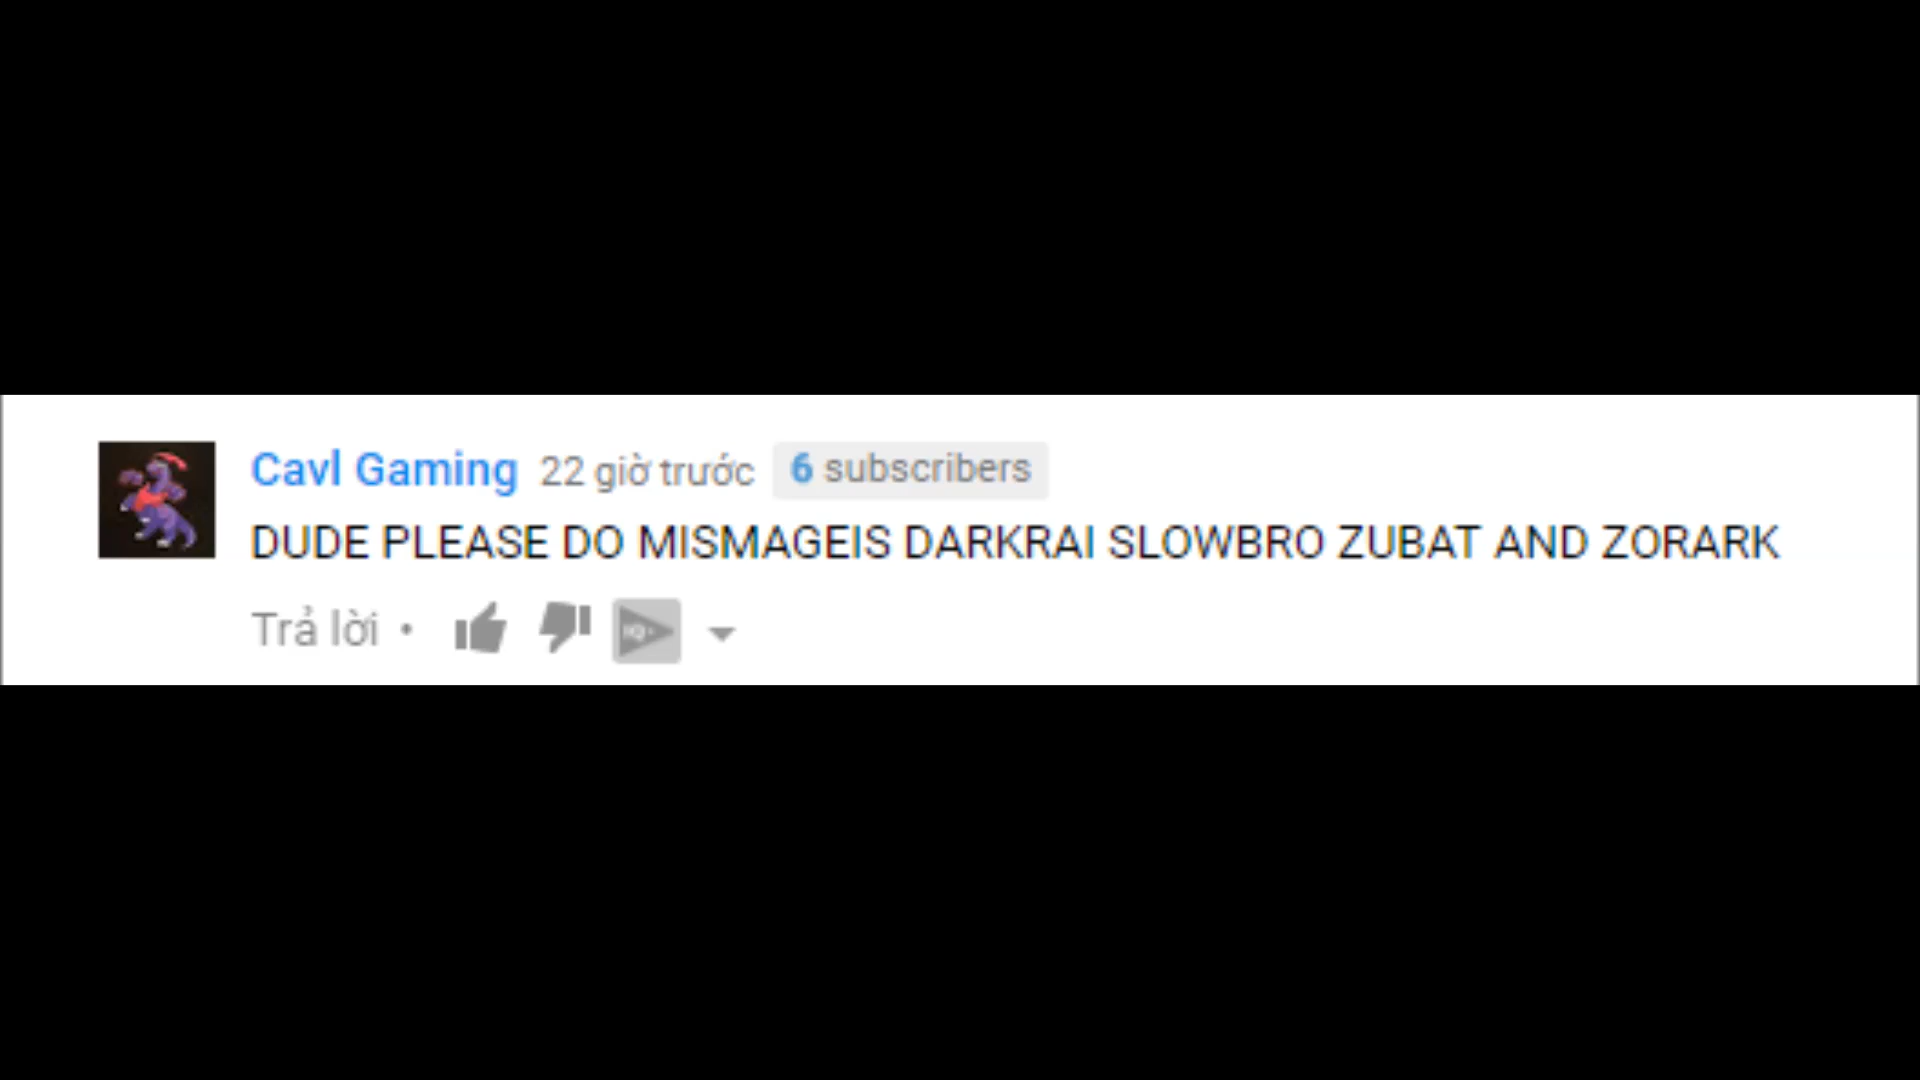 Cavl Gaming 22 giờ trước 6 subscribers
DUDE PLEASE DO MISMAGEIS DARKRAI SLOWBRO ZUBAT AND ZORARK
Trả lời •